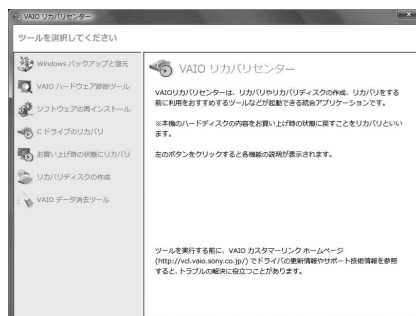 VAIO リカバリセンター
ツールを選択してください
Windows バックアップと復元
VAIO ハードウェア診断ツール
ソフトウェアの再インストール
C ドライブのリカバリ
お買い上げ時の状態にリカバリ
リカバリディスクの作成
VAIO データ消去ツール
VAIO リカバリセンター
VAIOリカバリセンターは、リカバリやリカバリディスクの作成、リカバリをする
前に利用をおすすめするツールなどが起動できる統合アプリケーションです。
※本機のハードディスクの内容をお買い上げ時の状態に戻すことをリカバリといい
ます。
左のボタンをクリックすると各機能の説明が表示されます。
ツールを実行する前に、VAIO カスタマーリンク ホームページ
(http://vcl.vaio.sony.co.jp/) でドライバの更新情報やサポート技術情報を参照
すると、トラブルの解決に役立つことがあります。